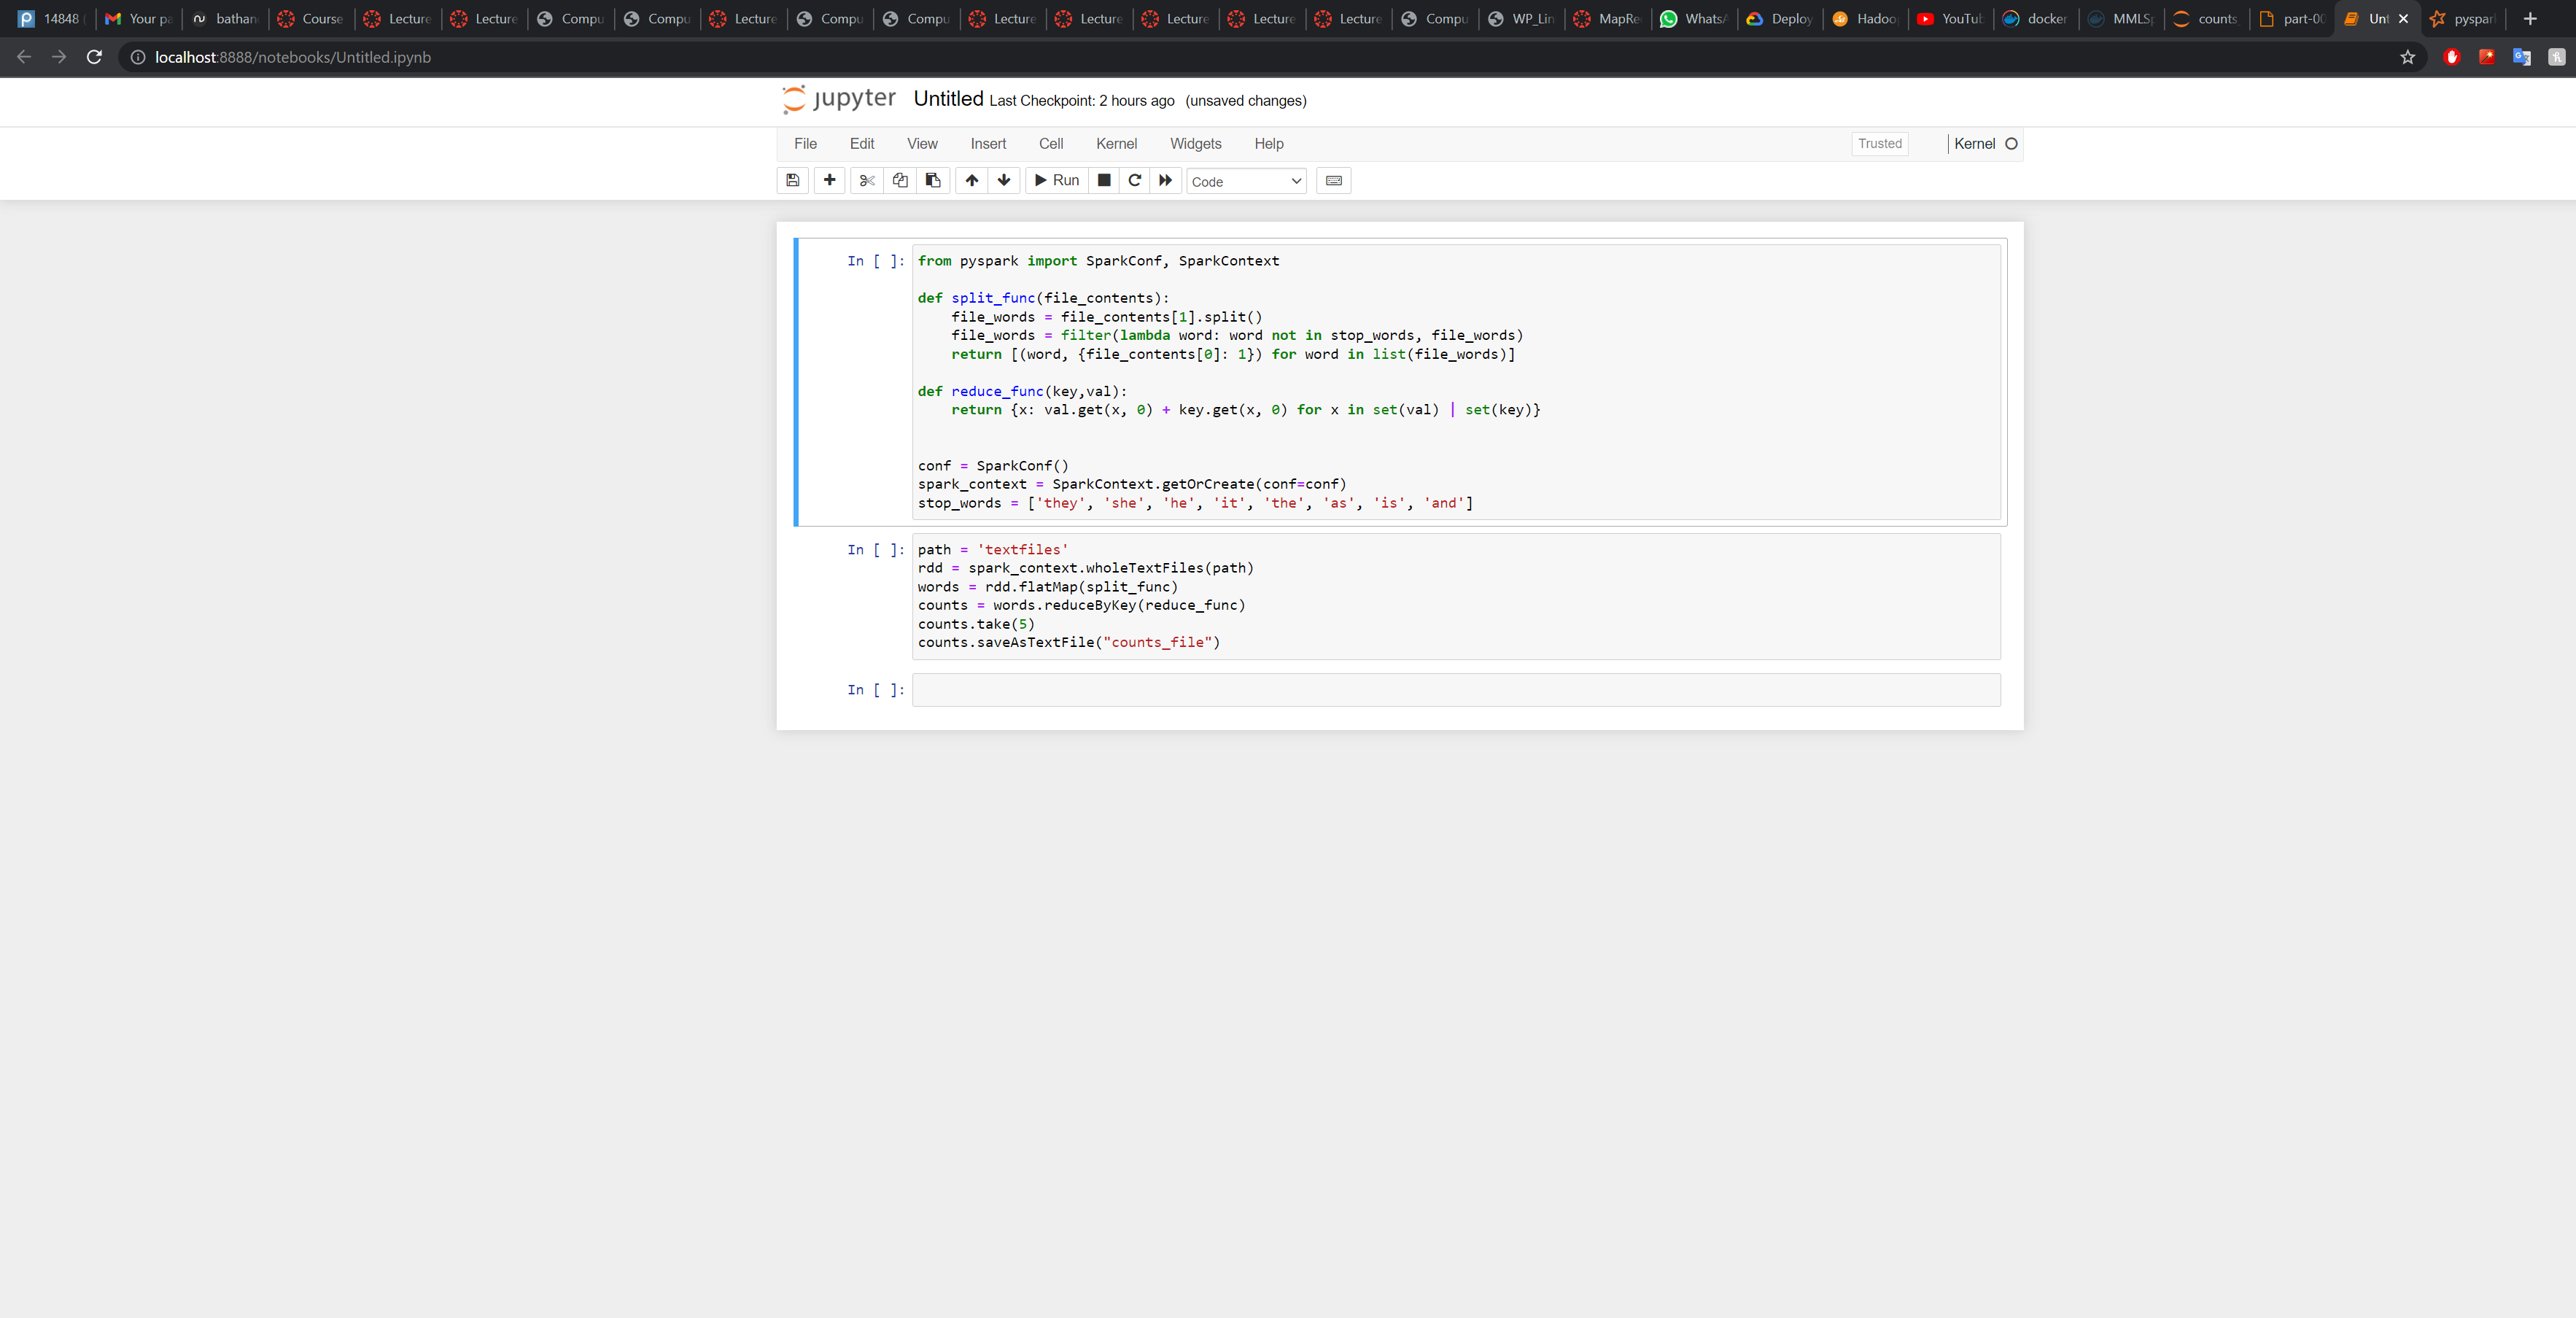 14848 Your pa bathan Course Lecture Lecture Compu Compu Lecture Compu Compu Lecture Lecture Lecture Lecture Lecture Compu WP_Lin MapRe WhatsA Deploy Hadoop YouTub docker MMLSp counts part-00 Unt pyspar
localhost:8888/notebooks/Untitled.ipynb
jupyter Untitled Last Checkpoint: 2 hours ago (unsaved changes)
File Edit View Insert Cell Kernel Widgets Help Trusted Kernel
Run Code
In [ ]: from pyspark import SparkConf, SparkContext
def split_func(file_contents):
    file_words = file_contents[1].split()
    file_words = filter(lambda word: word not in stop_words, file_words)
    return [(word, {file_contents[0]: 1}) for word in list(file_words)]
def reduce_func(key,val):
    return {x: val.get(x, 0) + key.get(x, 0) for x in set(val) | set(key)}
conf = SparkConf()
spark_context = SparkContext.getOrCreate(conf=conf)
stop_words = ['they', 'she', 'he', 'it', 'the', 'as', 'is', 'and']
In [ ]: path = 'textfiles'
rdd = spark_context.wholeTextFiles(path)
words = rdd.flatMap(split_func)
counts = words.reduceByKey(reduce_func)
counts.take(5)
counts.saveAsTextFile("counts_file")
In [ ]: